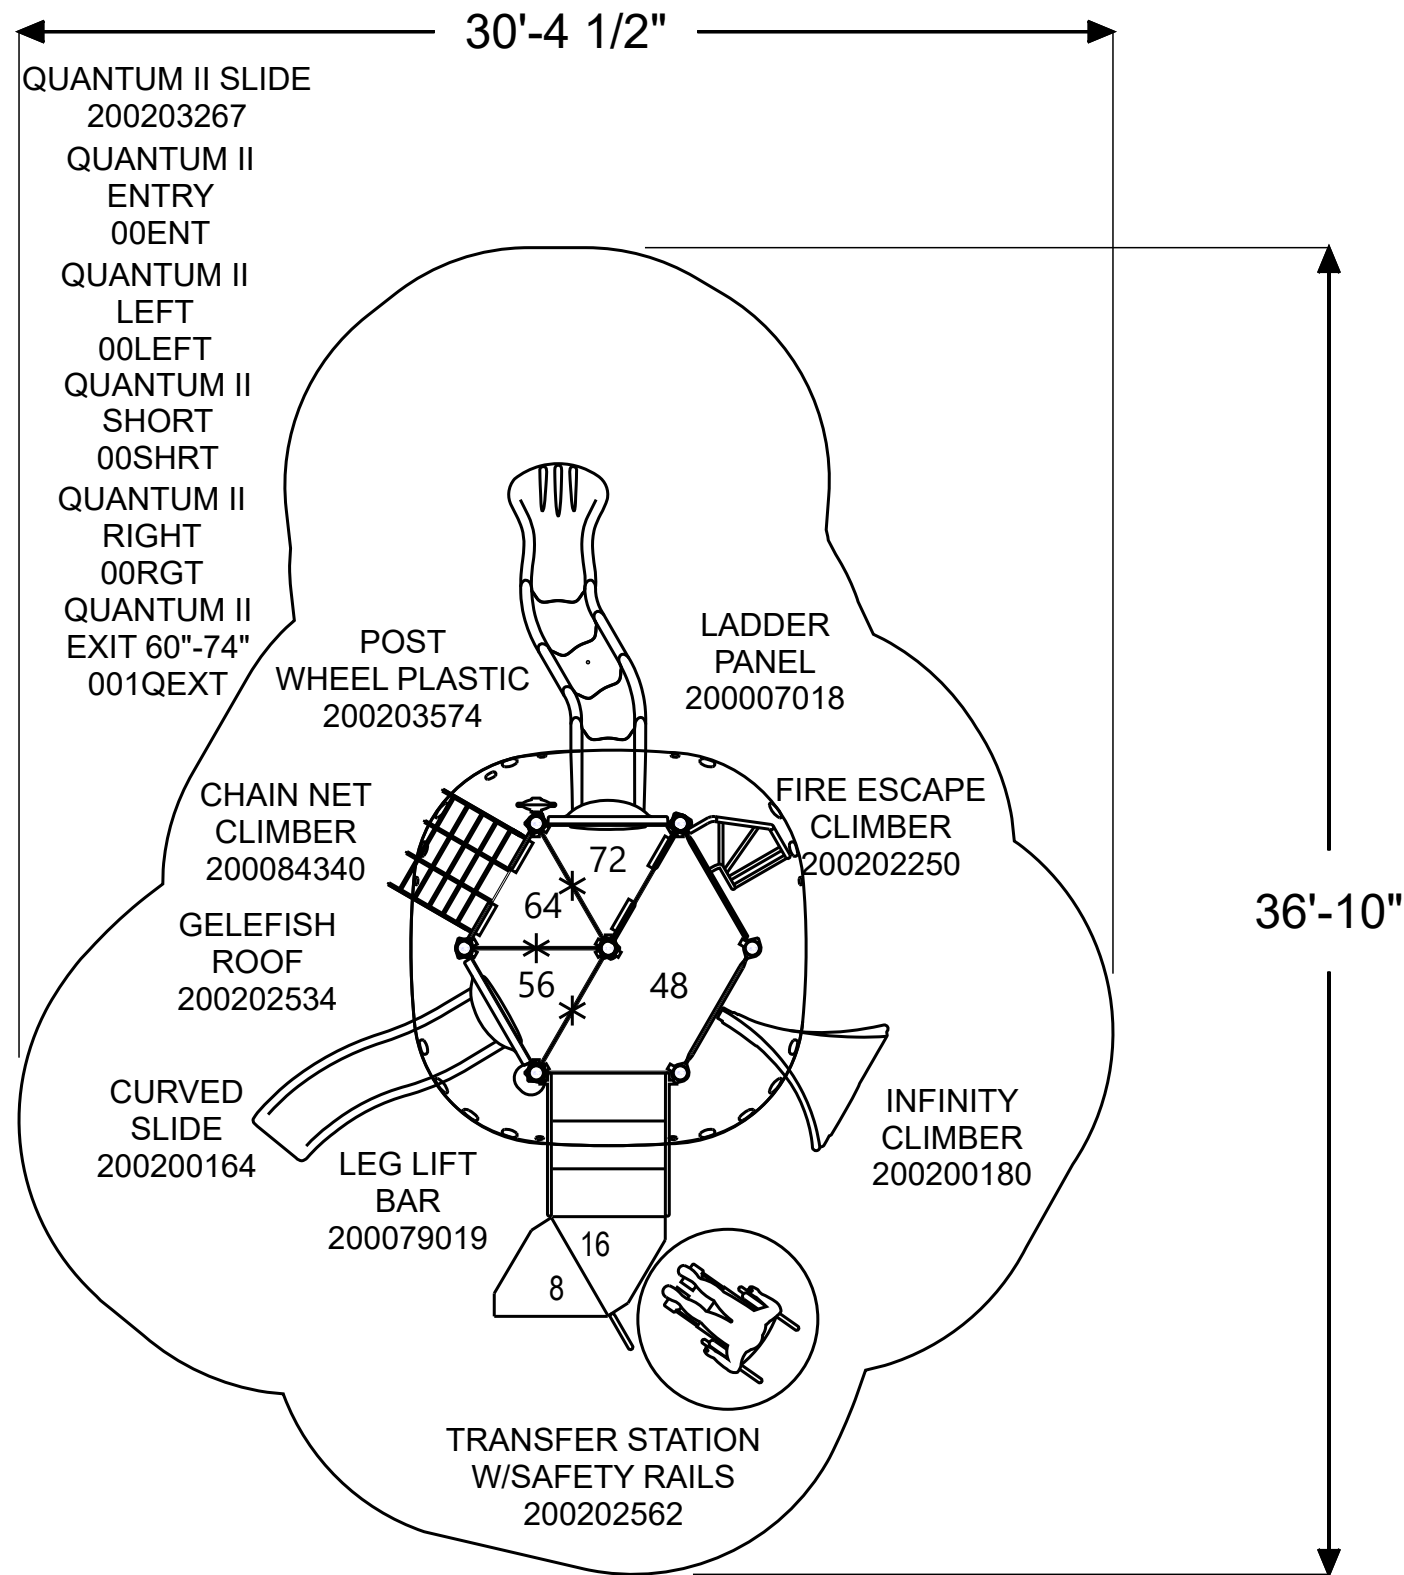 30'-4 1/2"
QUANTUM II SLIDE
200203267
QUANTUM II
ENTRY
00ENT
QUANTUM II
LEFT
00LEFT
QUANTUM II
SHORT
00SHRT
QUANTUM II
RIGHT
00RGT
QUANTUM II
EXIT 60"-74"
001QEXT
POST
WHEEL PLASTIC
200203574
LADDER
PANEL
200007018
CHAIN NET
CLIMBER
200084340
FIRE ESCAPE
CLIMBER
200202250
72
64
56
48
36'-10"
GELEFISH
ROOF
200202534
CURVED
SLIDE
200200164
INFINITY
CLIMBER
200200180
LEG LIFT
BAR
200079019
16
8
TRANSFER STATION
W/SAFETY RAILS
200202562